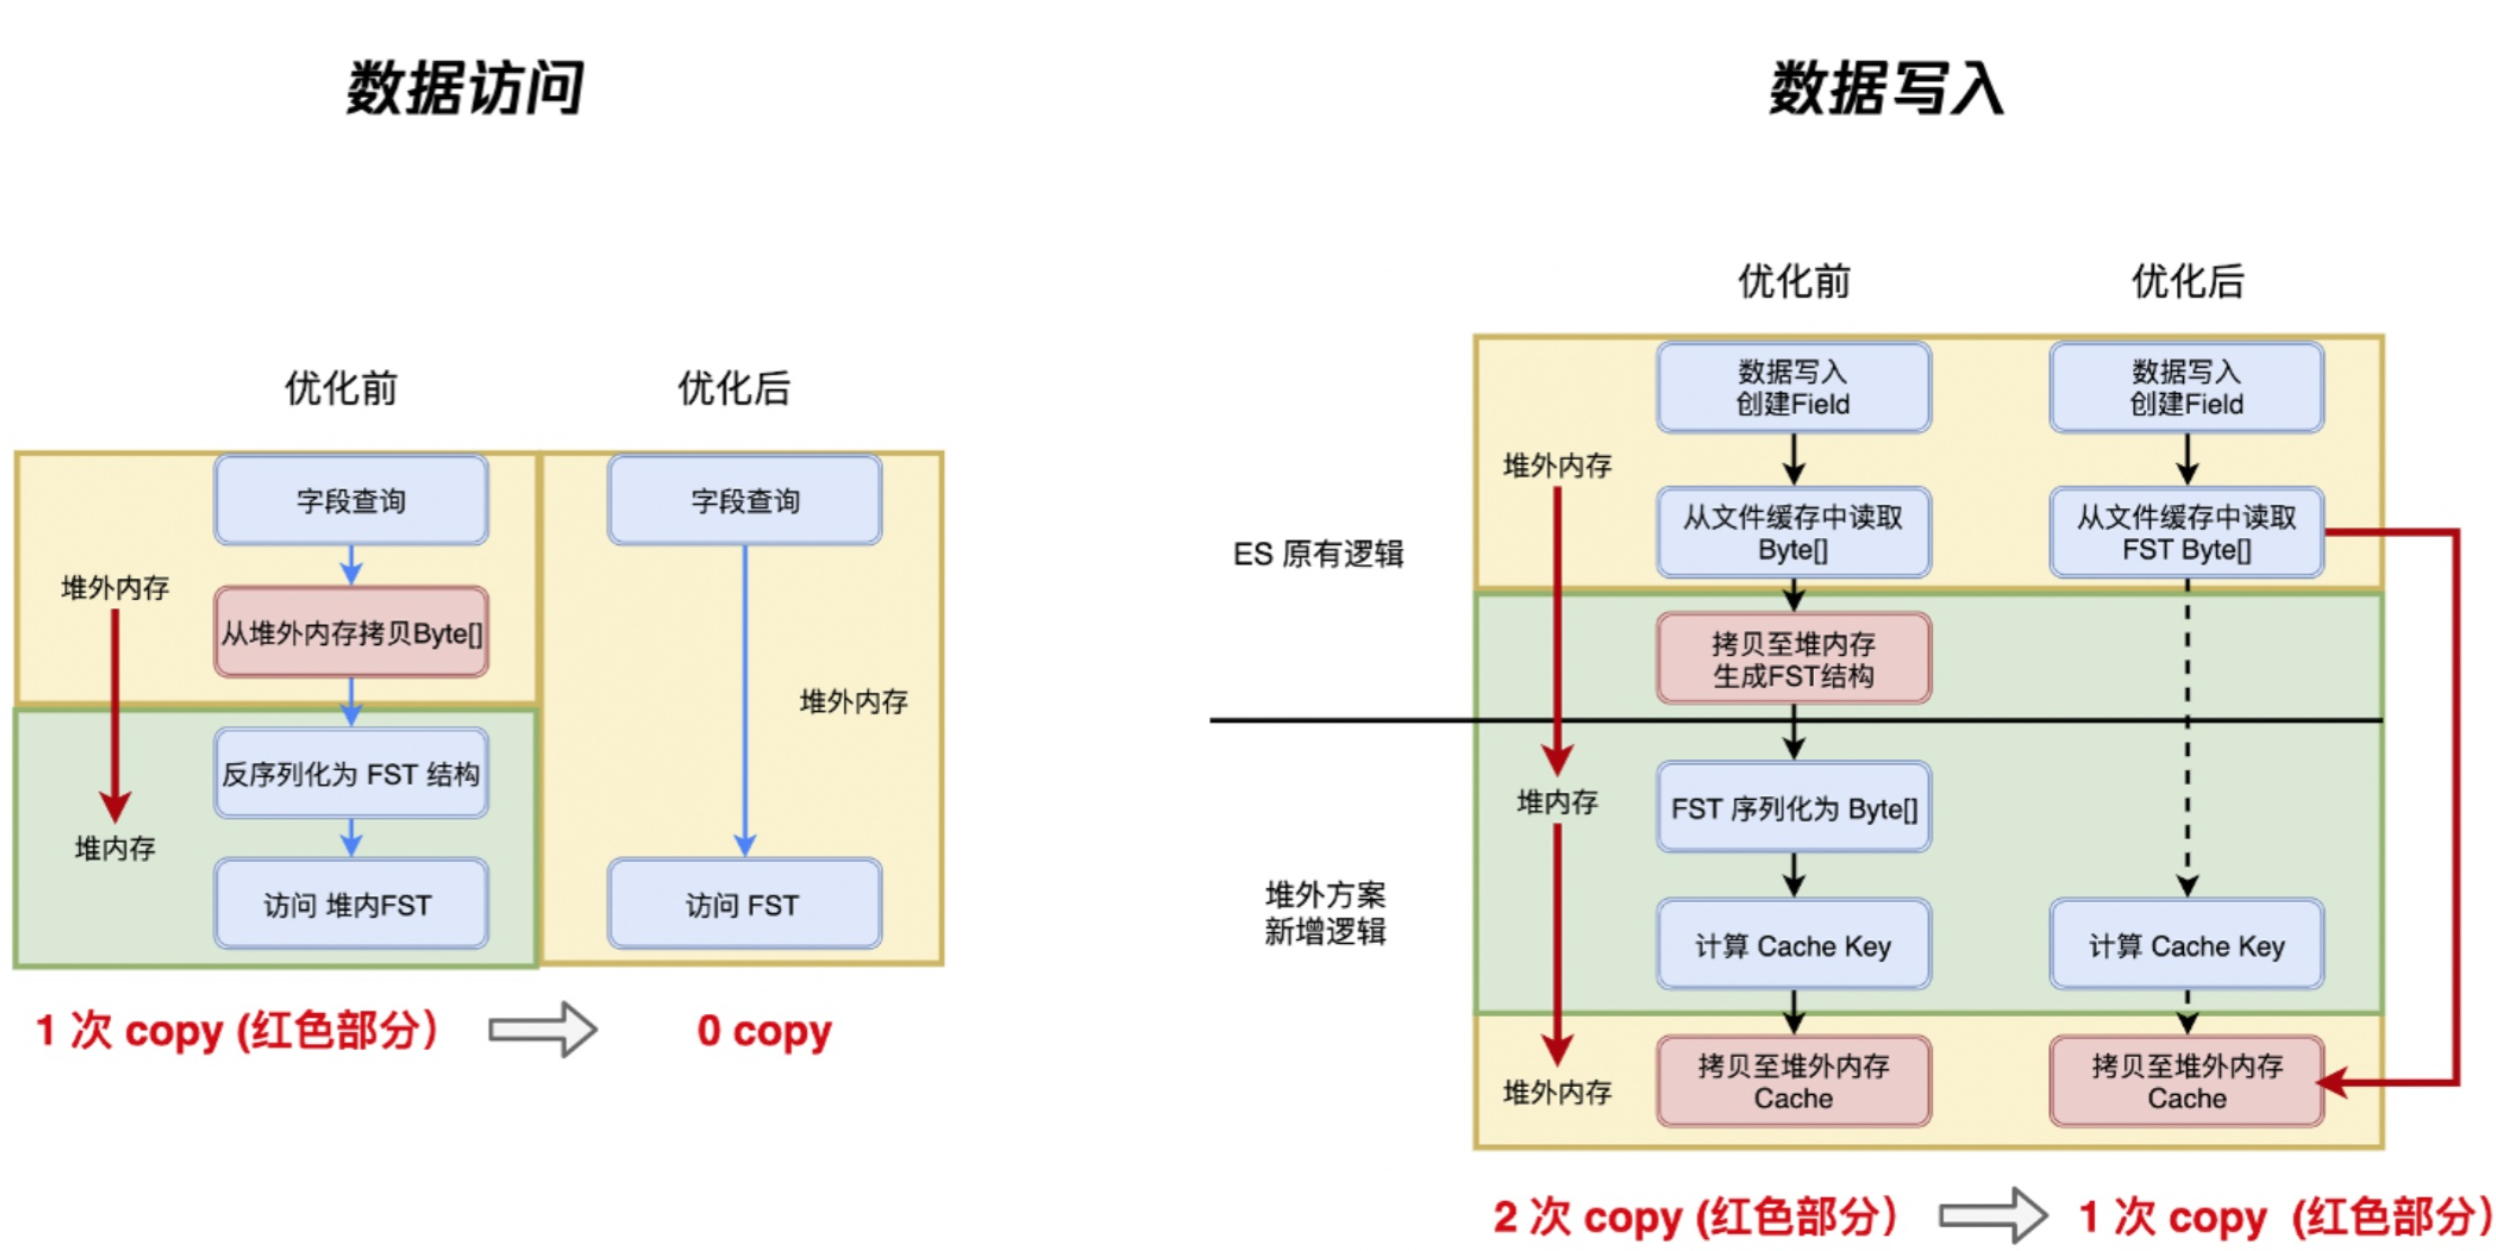 数据访问
优化前
优化后
字段查询
从堆外内存拷贝Byte[]
反序列化为 FST 结构
访问 堆内FST
堆外内存
堆内存
字段查询
堆外内存
访问 FST
1 次 copy (红色部分）
0 copy
数据写入
优化前
优化后
ES 原有逻辑
堆外方案
新增逻辑
堆外内存
堆内存
堆外内存
数据写入
创建Field
从文件缓存中读取
Byte[]
拷贝至堆内存
生成FST结构
FST 序列化为 Byte[]
计算 Cache Key
拷贝至堆外内存
Cache
数据写入
创建Field
从文件缓存中读取
FST Byte[]
计算 Cache Key
拷贝至堆外内存
Cache
2 次 copy (红色部分）
1 次 copy （红色部分）